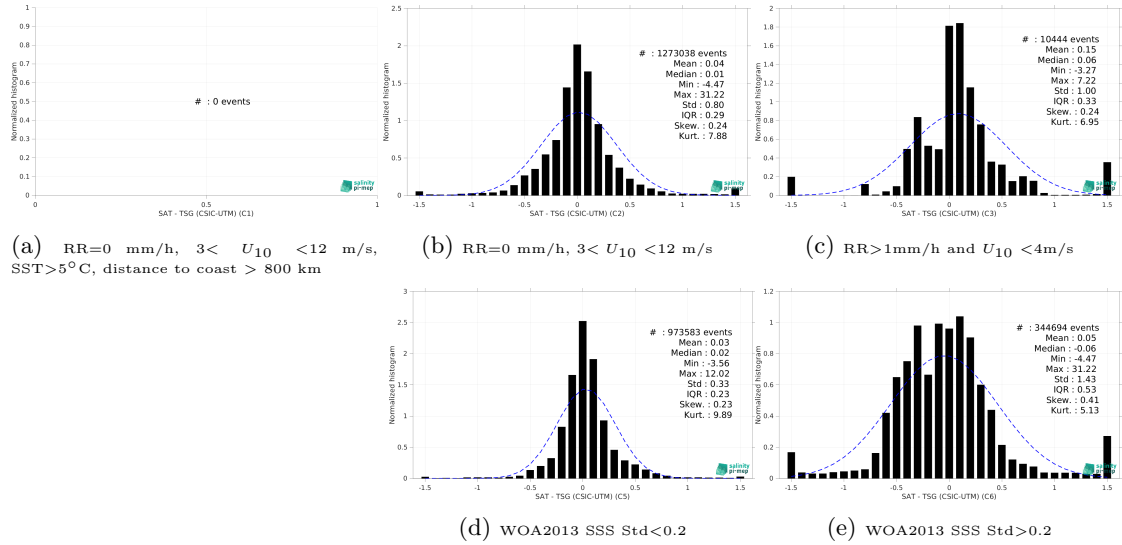 1
0.9
0.8
0.7
0.6
0.5
0.4
0.3
0.2
0.1
0
Normalized histogram
# : 0 events
0 0.5 1
SAT - TSG (CSIC-UTM) (C1)
salinity
pi-mep
(a) RR=0 mm/h, 3< U10 <12 m/s,
SST>5°C, distance to coast > 800 km
2.5
2
1.5
1
0.5
0
Normalized histogram
# : 1273038 events
Mean : 0.04
Median : 0.01
Min : -4.47
Max : 31.22
Std : 0.80
IQR : 0.29
Skew. : 0.24
Kurt. : 7.88
-1.5 -1 -0.5 0 0.5 1 1.5
SAT - TSG (CSIC-UTM) (C2)
salinity
pi-mep
(b) RR=0 mm/h, 3< U10 <12 m/s
2
1.8
1.6
1.4
1.2
1
0.8
0.6
0.4
0.2
0
Normalized histogram
# : 10444 events
Mean : 0.15
Median : 0.06
Min : -3.27
Max : 7.22
Std : 1.00
IQR : 0.33
Skew. : 0.24
Kurt. : 6.95
-1.5 -1 -0.5 0 0.5 1 1.5
SAT - TSG (CSIC-UTM) (C3)
salinity
pi-mep
(c) RR>1mm/h and U10 <4m/s
3
2.5
2
1.5
1
0.5
0
Normalized histogram
# : 973583 events
Mean : 0.03
Median : 0.02
Min : -3.56
Max : 12.02
Std : 0.33
IQR : 0.23
Skew. : 0.23
Kurt. : 9.89
-1.5 -1 -0.5 0 0.5 1 1.5
SAT - TSG (CSIC-UTM) (C5)
salinity
pi-mep
(d) WOA2013 SSS Std<0.2
1.2
1
0.8
0.6
0.4
0.2
0
Normalized histogram
# : 344694 events
Mean : 0.05
Median : -0.06
Min : -4.47
Max : 31.22
Std : 1.43
IQR : 0.53
Skew. : 0.41
Kurt. : 5.13
-1.5 -1 -0.5 0 0.5 1 1.5
SAT - TSG (CSIC-UTM) (C6)
salinity
pi-mep
(e) WOA2013 SSS Std>0.2